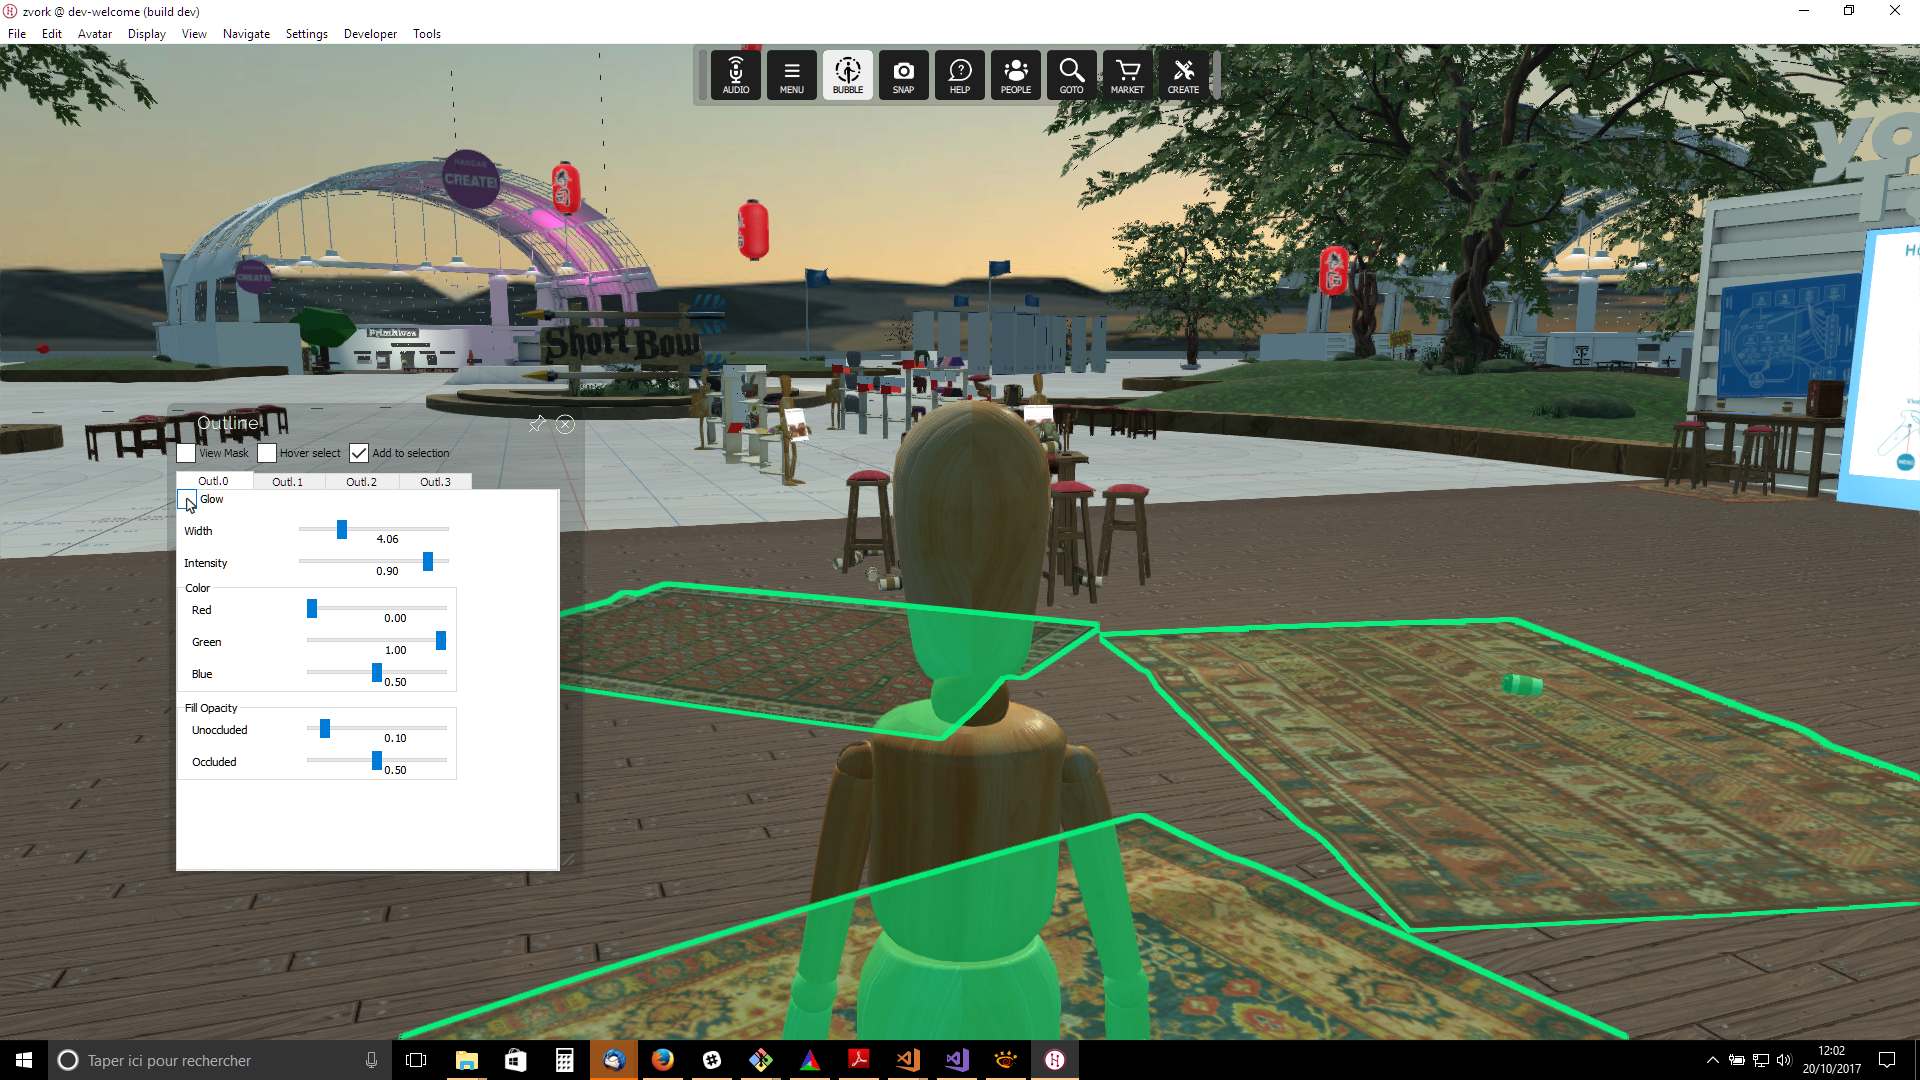 zvork @ dev-welcome (build dev)
File Edit Avatar Display View Navigate Settings Developer Tools
AUDIO MENU BUBBLE SNAP HELP PEOPLE GOTO MARKET CREATE
CREATE!
CREATE!
Primitives
Short Bow
yo
Outline
View Mask Hover select Add to selection
Outl.0 Outl.1 Outl.2 Outl.3
Glow
Width
4.06
Intensity
0.90
Color
Red
0.00
Green
1.00
Blue
0.50
Fill Opacity
Unoccluded
0.10
Occluded
0.50
MENU
Taper ici pour rechercher
12:02
20/10/2017